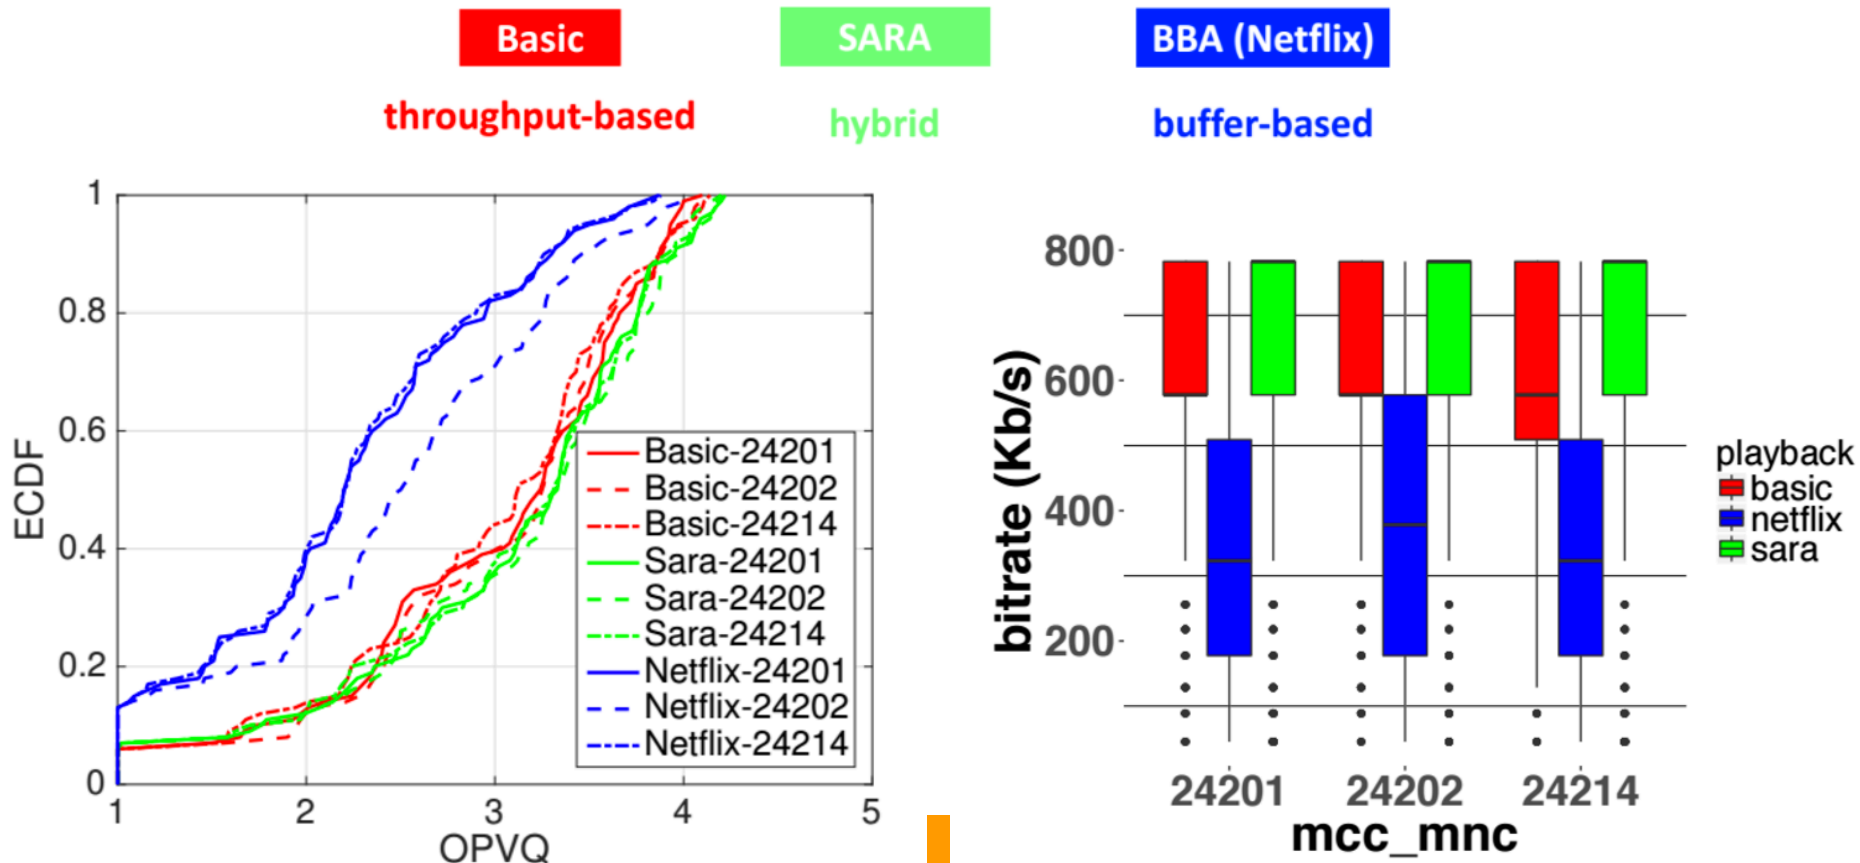 Basic
SARA
BBA (Netflix)
throughput-based
hybrid
buffer-based
1
0.8
0.6
0.4
0.2
0
ECDF
1
2
3
4
5
OPVQ
Basic-24201
Basic-24202
Basic-24214
Sara-24201
Sara-24202
Sara-24214
Netflix-24201
Netflix-24202
Netflix-24214
800
600
400
200
bitrate (Kb/s)
24201
24202
24214
mcc_mnc
playback
basic
netflix
sara